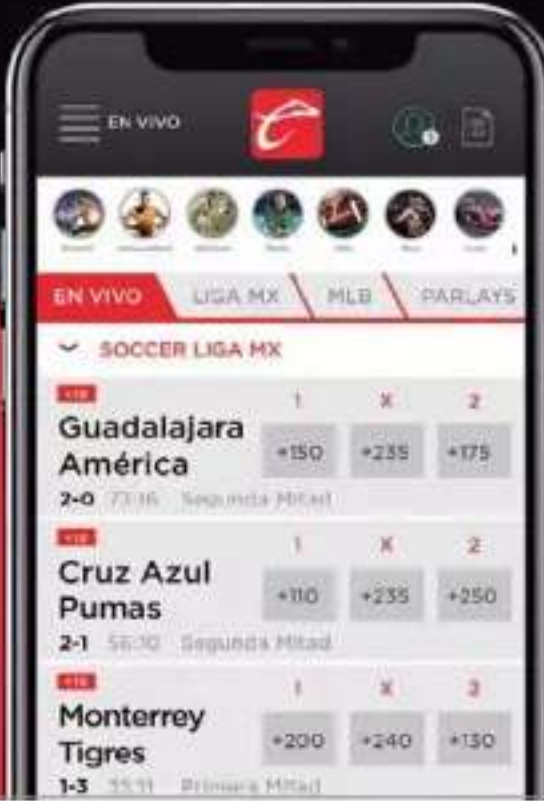 EN VIVO
EN VIVO LIGA MX MLB PARLAYS
SOCCER LIGA MX
1 X 2
Guadalajara
América
+150 +235 +175
2-0 Segunda Mitad
1 X 2
Cruz Azul
Pumas
+110 +235 +250
2-1 56:10 Segunda Mitad
1 X 2
Monterrey
Tigres
+200 +240 +130
1-3 Primera Mitad